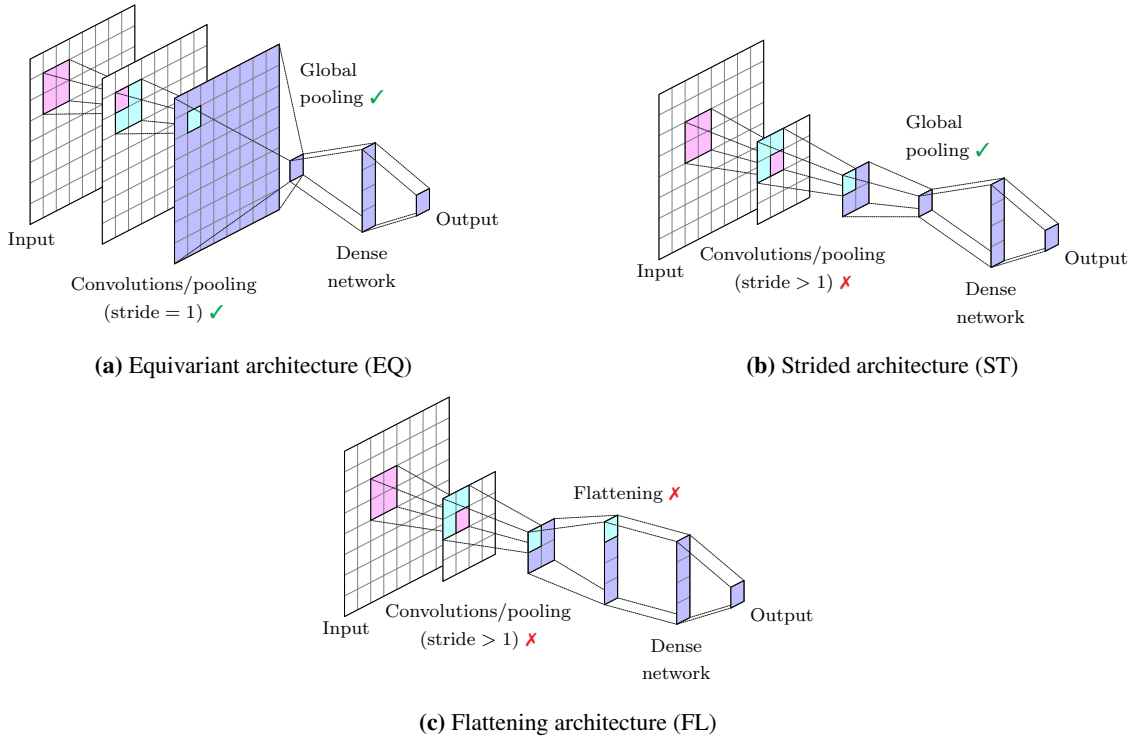 Global
pooling ✓
Input
Output
Dense
network
Convolutions/pooling
(stride = 1) ✓
(a) Equivariant architecture (EQ)
Global
pooling ✓
Input
Convolutions/pooling
(stride > 1) ✗
Output
Dense
network
(b) Strided architecture (ST)
Flattening ✗
Input
Convolutions/pooling
(stride > 1) ✗
Output
Dense
network
(c) Flattening architecture (FL)